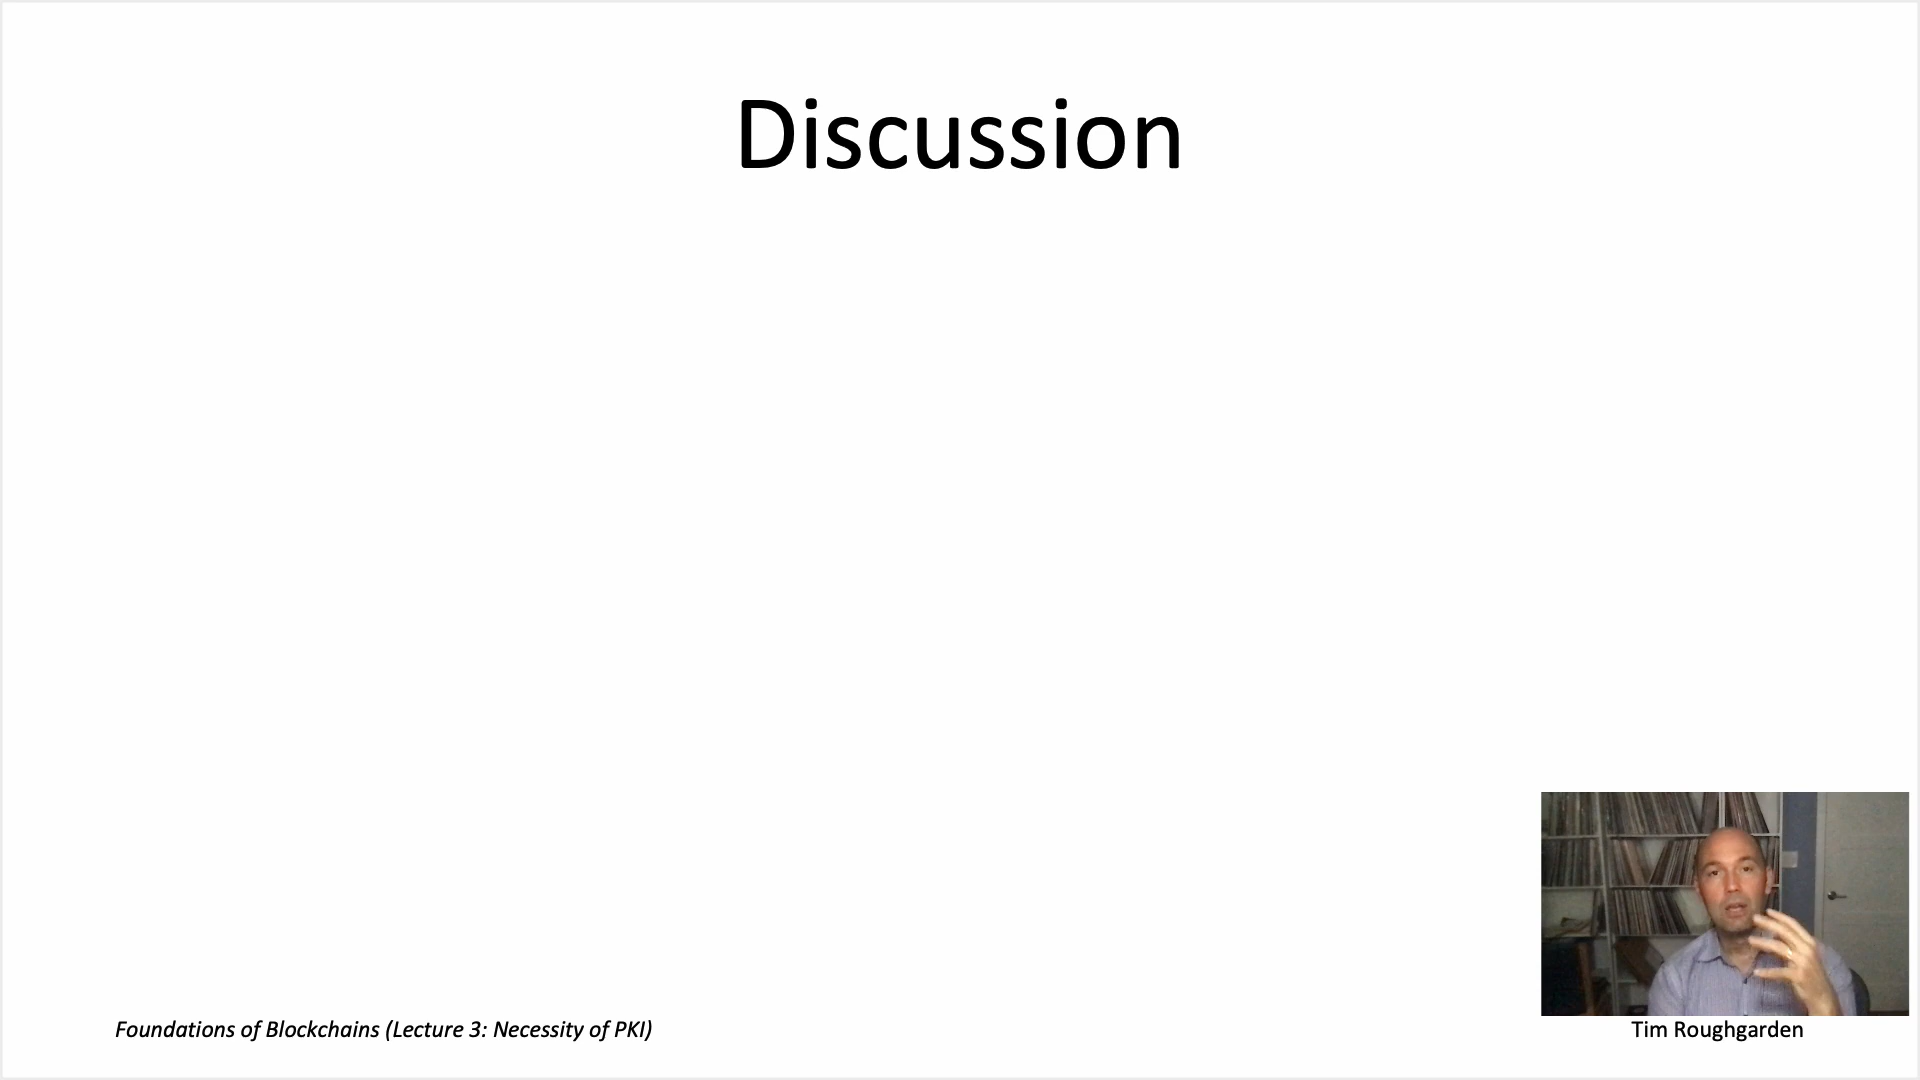 Discussion
Foundations of Blockchains (Lecture 3: Necessity of PKI)
Tim Roughgarden